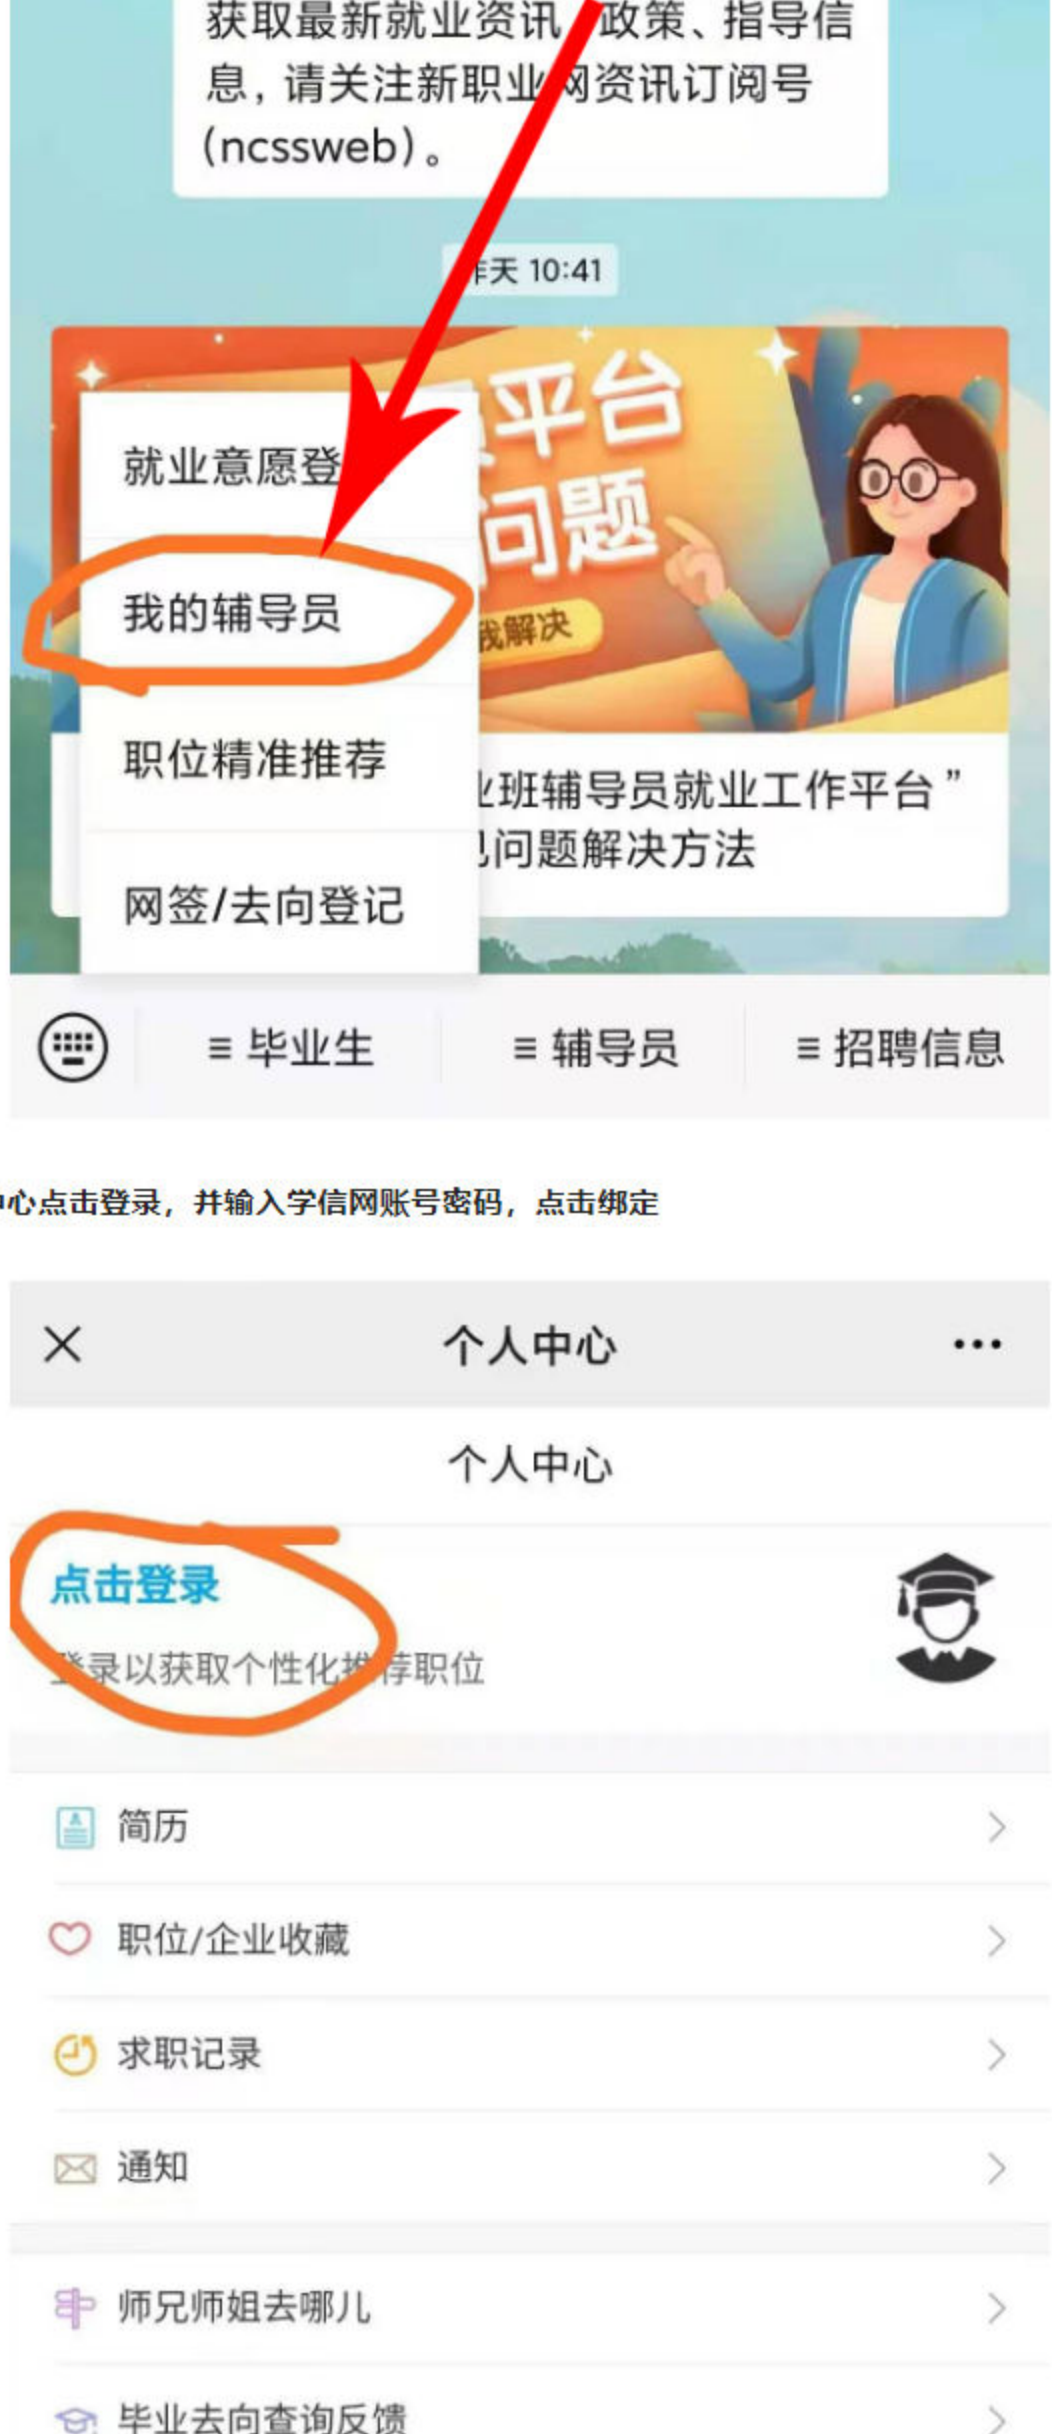 获取最新就业资讯 政策、指导信
息，请关注新职业网资讯订阅号
（ncssweb）。
昨天 10:41
平台
问题
我解决
就业意愿登
我的辅导员
职位精准推荐
网签/去向登记
业班辅导员就业工作平台”
见问题解决方法
≡ 毕业生
≡ 辅导员
≡ 招聘信息
中心点击登录，并输入学信网账号密码，点击绑定
个人中心
个人中心
点击登录
登录以获取个性化推荐职位
简历
职位/企业收藏
求职记录
通知
师兄师姐去哪儿
毕业去向查询反馈